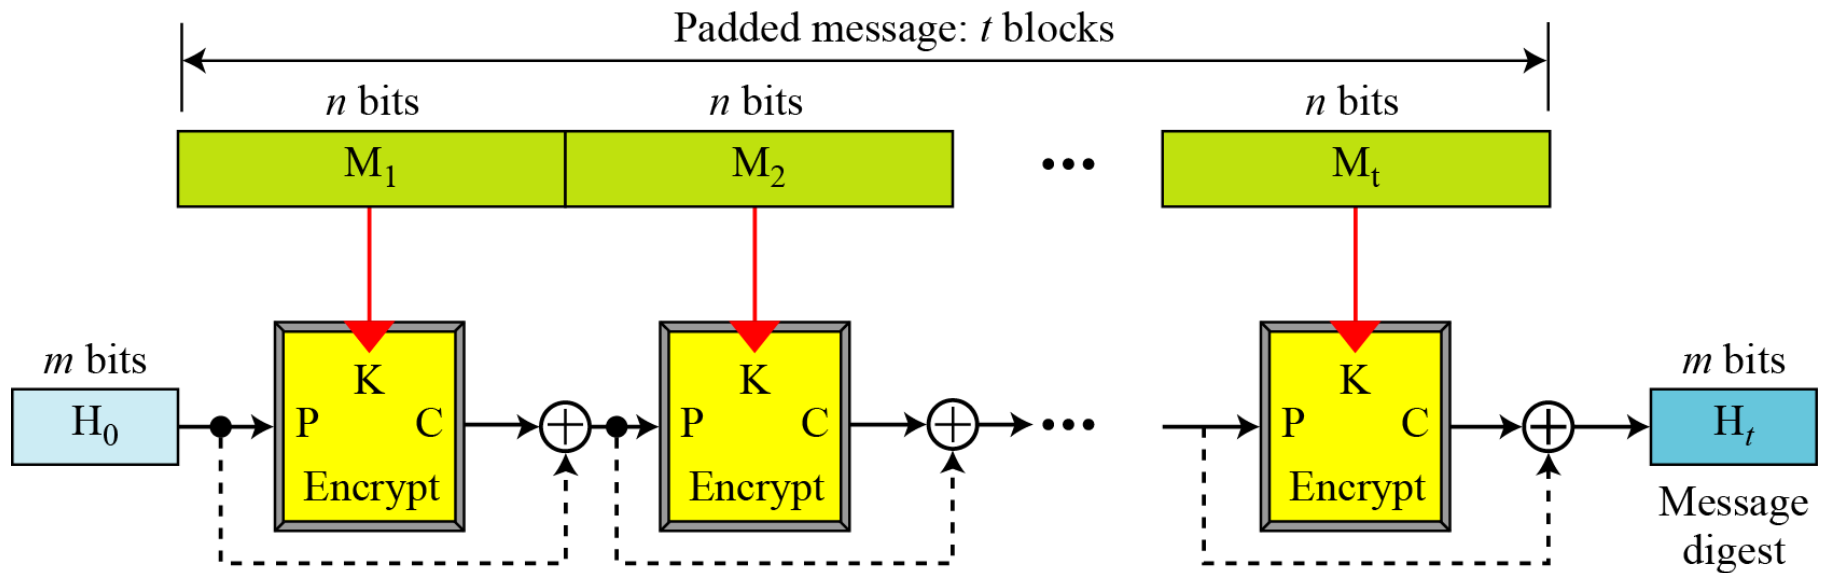 Padded message: t blocks
n bits n bits n bits
M1 M2 ... Mt
m bits K K K m bits
H0 P C P C ... P C Ht
Encrypt Encrypt Encrypt Message
digest